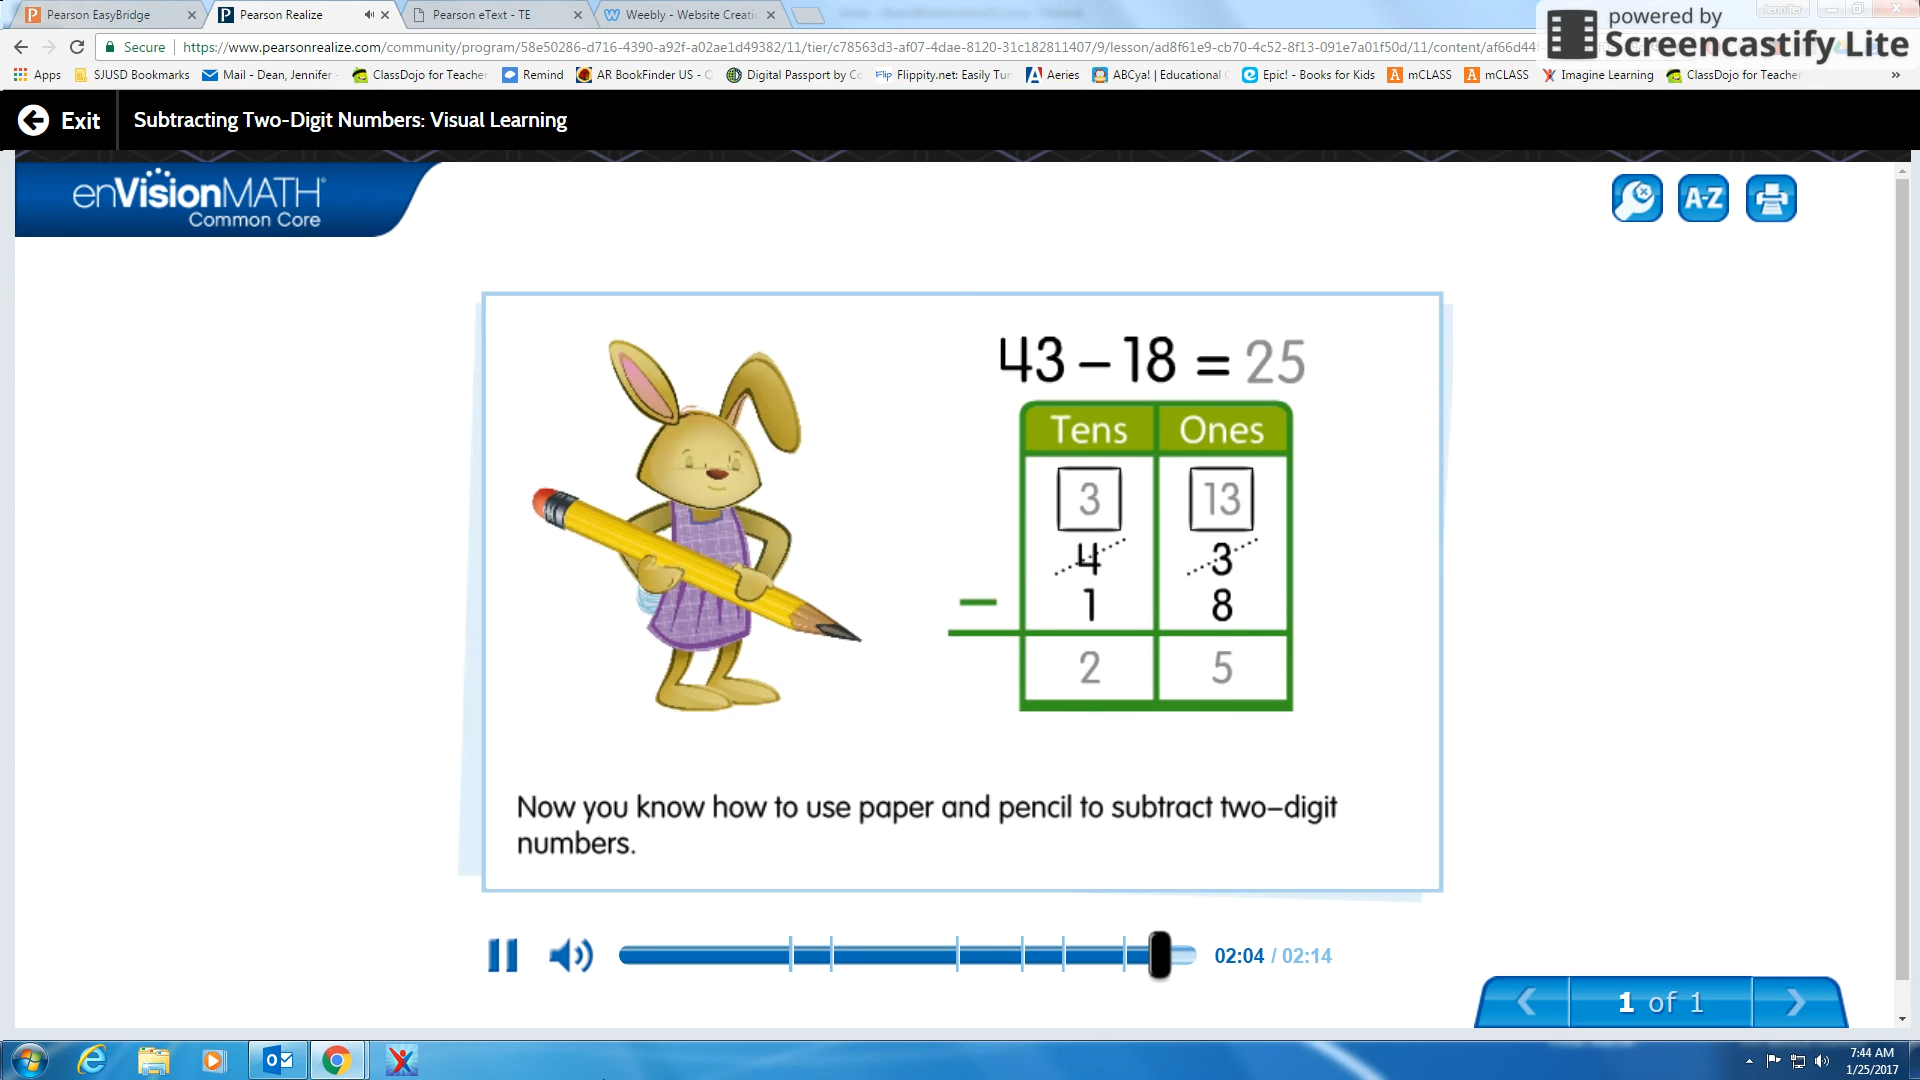 Pearson EasyBridge
Pearson Realize
Pearson eText - TE
Weebly - Website Creatio
powered by
Screencastify Lite
Secure
https://www.pearsonrealize.com/community/program/58e50286-d716-4390-a92f-a02ae1d49382/11/tier/c78563d3-af07-4dae-8120-31c182811407/9/lesson/ad8f61e9-cb70-4c52-8f13-091e7a01f50d/11/content/af66d44f-
Apps SJUSD Bookmarks Mail - Dean, Jennifer - ClassDojo for Teacher Remind AR BookFinder US - Q Digital Passport by Co Flip Flippity.net: Easily Tur Aeries ABCya! | Educational Epic! - Books for Kids mCLASS mCLASS Imagine Learning ClassDojo for Teacher »
Exit
Subtracting Two-Digit Numbers: Visual Learning
enVisionMATH®
Common Core
A-Z
43 – 18 = 25
Tens Ones
3 13
4 3
– 1 8
2 5
Now you know how to use paper and pencil to subtract two–digit
numbers.
02:04 / 02:14
1 of 1
7:44 AM
1/25/2017